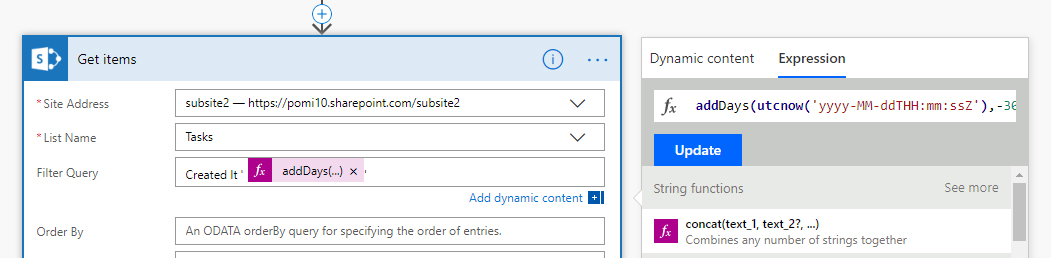 Get items
* Site Address
subsite2 — https://pomi10.sharepoint.com/subsite2
* List Name
Tasks
Filter Query
Created lt ' fx addDays(...) × '
Add dynamic content
Order By
An ODATA orderBy query for specifying the order of entries.
Dynamic content
Expression
fx addDays(utcnow('yyyy-MM-ddTHH:mm:ssZ'),-30
Update
String functions
See more
fx concat(text_1, text_2?, ...)
Combines any number of strings together